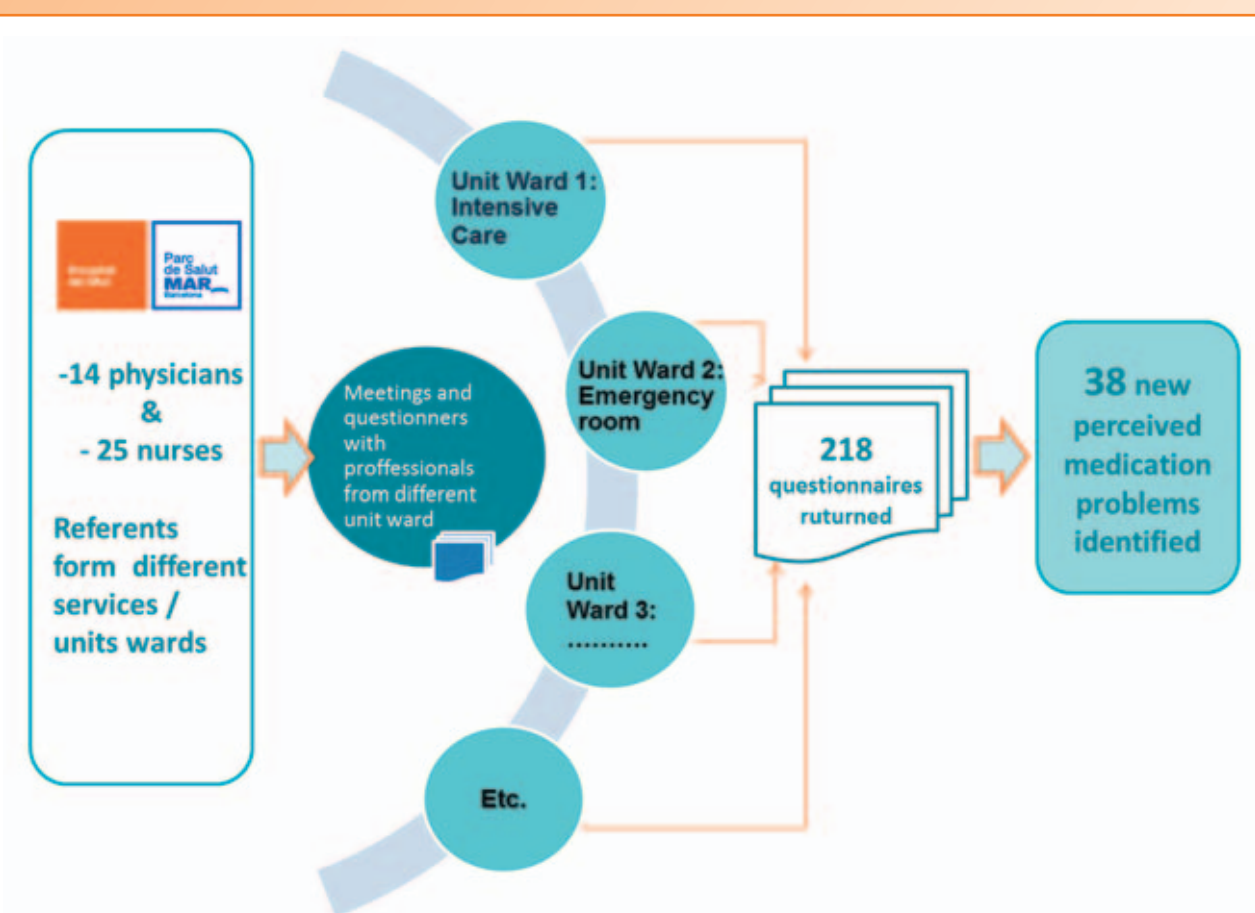 Parc
de Salut
MAR
Barcelona
-14 physicians
&
- 25 nurses
Referents
form different
services /
units wards
Meetings and
questionners
with
proffessionals
from different
unit ward
Unit Ward 1:
Intensive
Care
Unit Ward 2:
Emergency
room
Unit
Ward 3:
..........
Etc.
218
questionnaires
ruturned
38 new
perceived
medication
problems
identified